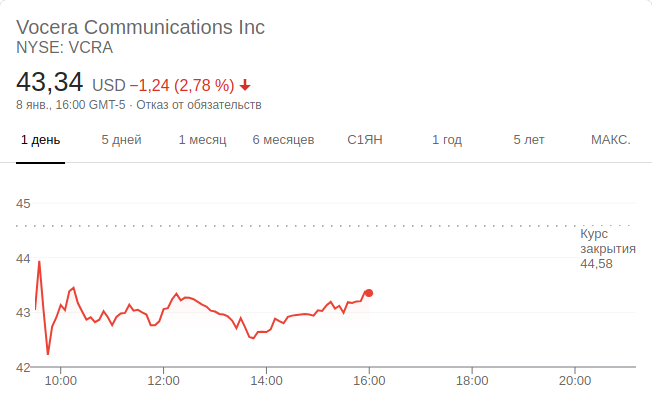 Vocera Communications Inc
NYSE: VCRA
43,34 USD −1,24 (2,78 %)
8 янв., 16:00 GMT-5 · Отказ от обязательств
1 день 5 дней 1 месяц 6 месяцев С1ЯН 1 год 5 лет МАКС.
45
Курс
закрытия
44,58
44
43
42
10:00 12:00 14:00 16:00 18:00 20:00